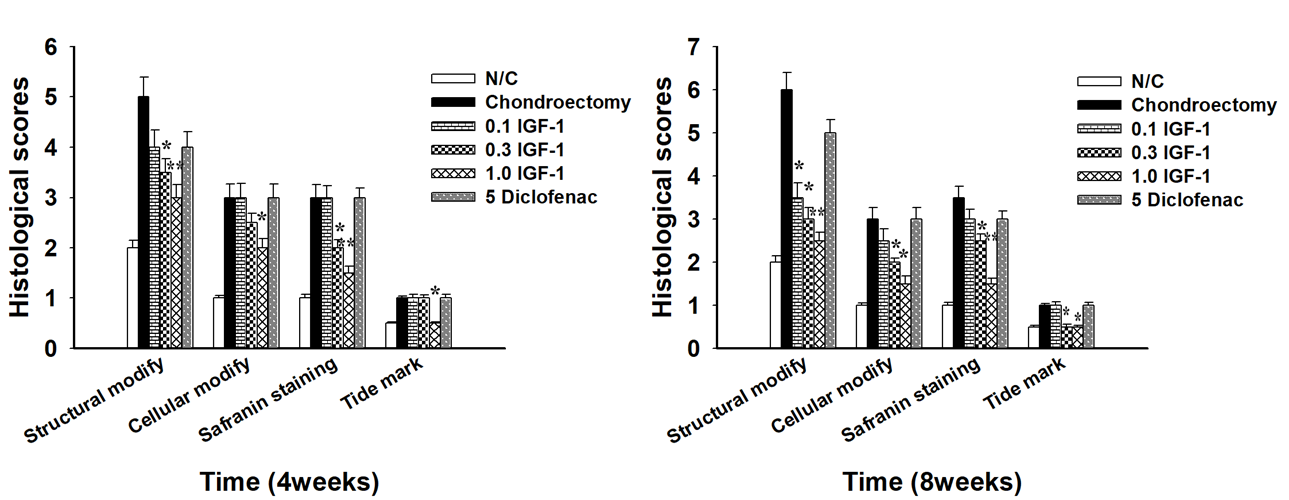 Histological scores
6
5
4
3
2
1
0
N/C
Chondroectomy
0.1 IGF-1
0.3 IGF-1
1.0 IGF-1
5 Diclofenac
*
**
*
*
**
*
Structural modify
Cellular modify
Safranin staining
Tide mark
Time (4weeks)
Histological scores
7
6
5
4
3
2
1
0
N/C
Chondroectomy
0.1 IGF-1
0.3 IGF-1
1.0 IGF-1
5 Diclofenac
*
*
**
*
*
*
**
*
*
Structural modify
Cellular modify
Safranin staining
Tide mark
Time (8weeks)